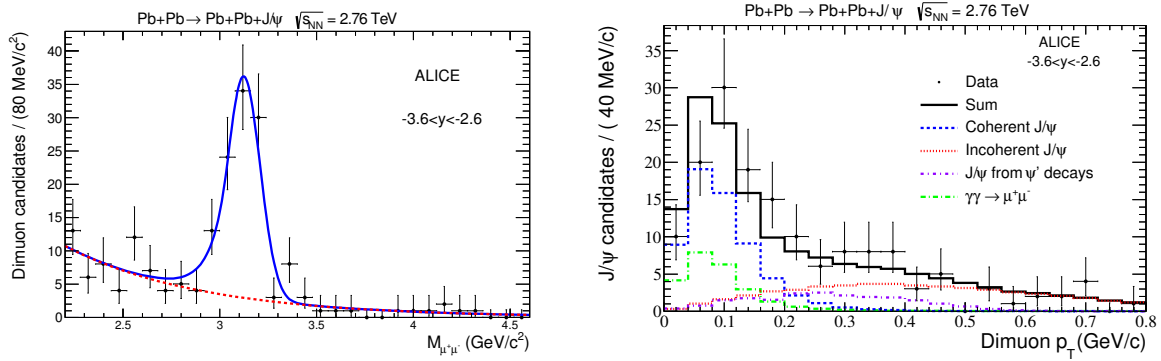 Pb+Pb → Pb+Pb+J/ψ √s_NN = 2.76 TeV
Dimuon candidates / (80 MeV/c²)
40
35
30
25
20
15
10
5
0
ALICE
-3.6<y<-2.6
2.5 3 3.5 4 4.5
M_μ⁺μ⁻ (GeV/c²)
Pb+Pb → Pb+Pb+J/ψ √s_NN = 2.76 TeV
J/ψ candidates / ( 40 MeV/c)
35
30
25
20
15
10
5
0
ALICE
-3.6<y<-2.6
Data
Sum
Coherent J/ψ
Incoherent J/ψ
J/ψ from ψ' decays
γγ → μ⁺μ⁻
0 0.1 0.2 0.3 0.4 0.5 0.6 0.7 0.8
Dimuon p_T (GeV/c)